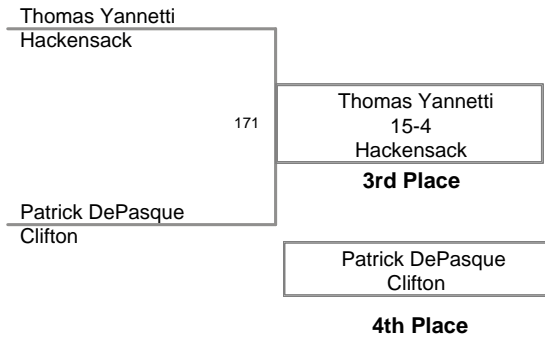 Thomas Yannetti
Hackensack
171
Thomas Yannetti
15-4
Hackensack
3rd Place
Patrick DePasque
Clifton
Patrick DePasque
Clifton
4th Place